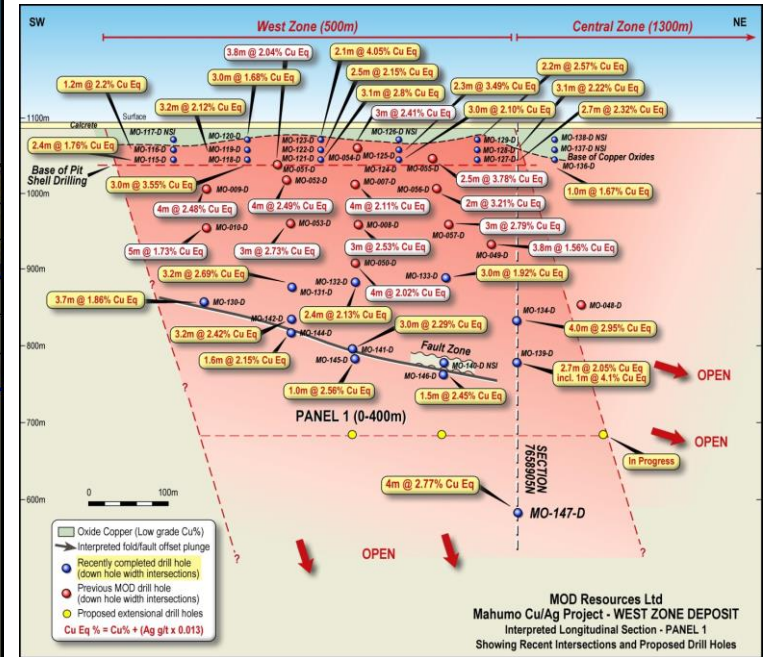 SW
West Zone (500m)
Central Zone (1300m)
NE
3.8m @ 2.04% Cu Eq
2.1m @ 4.05% Cu Eq
2.2m @ 2.57% Cu Eq
3.0m @ 1.68% Cu Eq
2.5m @ 2.15% Cu Eq
1.2m @ 2.2% Cu Eq
3.1m @ 2.8% Cu Eq
2.3m @ 3.49% Cu Eq
3.1m @ 2.22% Cu Eq
3.2m @ 2.12% Cu Eq
3m @ 2.41% Cu Eq
3.0m @ 2.10% Cu Eq
2.7m @ 2.32% Cu Eq
1100m
Calcrete
Surface
MO-117-D NSI
MO-120-D
MO-123-D
MO-126-D NSI
MO-129-D
MO-138-D NSI
2.4m @ 1.76% Cu Eq
MO-116-D
MO-119-D
MO-122-D
MO-054-D
MO-125-D
MO-128-D
MO-137-D NSI
MO-115-D
MO-118-D
MO-121-D
MO-124-D
MO-055-D
MO-127-D
Base of Copper Oxides
MO-136-D
Base of Pit
Shell Drilling
3.0m @ 3.55% Cu Eq
MO-051-D
2.5m @ 3.78% Cu Eq
1.0m @ 1.67% Cu Eq
1000m
MO-009-D
MO-052-D
MO-007-D
MO-056-D
2m @ 3.21% Cu Eq
4m @ 2.48% Cu Eq
4m @ 2.49% Cu Eq
4m @ 2.11% Cu Eq
MO-010-D
MO-053-D
MO-008-D
MO-057-D
3m @ 2.79% Cu Eq
5m @ 1.73% Cu Eq
3m @ 2.73% Cu Eq
3m @ 2.53% Cu Eq
MO-049-D
3.8m @ 1.56% Cu Eq
900m
3.2m @ 2.69% Cu Eq
MO-050-D
MO-132-D
MO-133-D
3.0m @ 1.92% Cu Eq
MO-131-D
4m @ 2.02% Cu Eq
3.7m @ 1.86% Cu Eq
MO-130-D
MO-048-D
2.4m @ 2.13% Cu Eq
MO-134-D
MO-142-D
3.0m @ 2.29% Cu Eq
4.0m @ 2.95% Cu Eq
3.2m @ 2.42% Cu Eq
MO-144-D
800m
1.6m @ 2.15% Cu Eq
MO-141-D
Fault Zone
MO-139-D
MO-145-D
MO-140-D NSI
2.7m @ 2.05% Cu Eq
incl. 1m @ 4.1% Cu Eq
OPEN
MO-146-D
1.0m @ 2.56% Cu Eq
1.5m @ 2.45% Cu Eq
PANEL 1 (0-400m)
700m
OPEN
In Progress
SECTION
7658905N
4m @ 2.77% Cu Eq
600m
0
100m
MO-147-D
Oxide Copper (Low grade Cu%)
Interpreted fold/fault offset plunge
Recently completed drill hole
(down hole width intersections)
Previous MOD drill hole
(down hole width intersections)
Proposed extensional drill holes
Cu Eq % = Cu% + (Ag g/t x 0.013)
?
?
?
?
OPEN
MOD Resources Ltd
Mahumo Cu/Ag Project - WEST ZONE DEPOSIT
Interpreted Longitudinal Section - PANEL 1
Showing Recent Intersections and Proposed Drill Holes